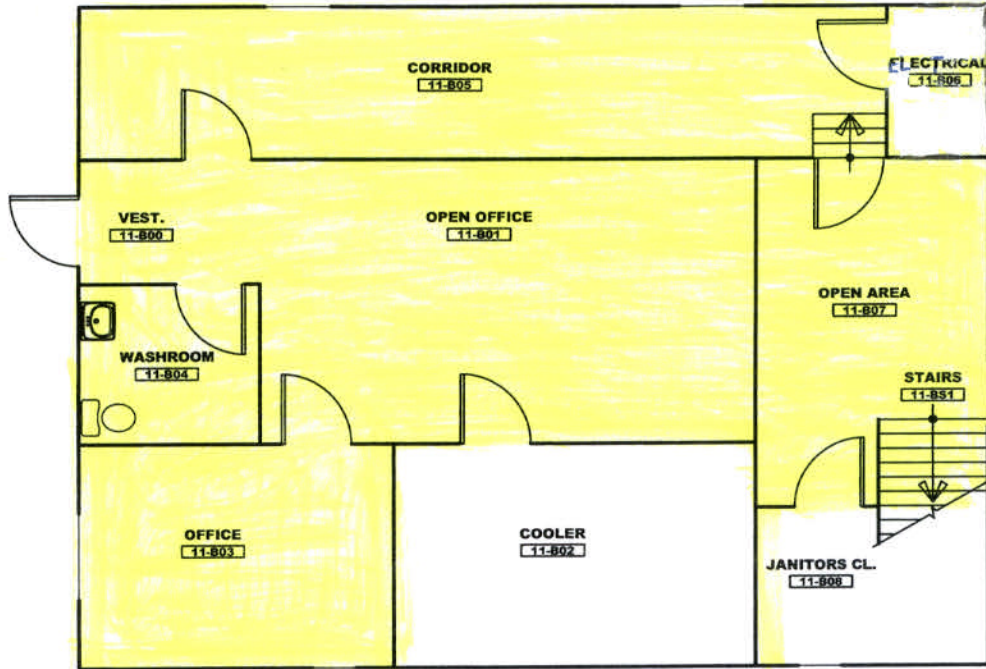 CORRIDOR
11-B05
ELECTRICAL
11-B06
VEST.
11-B00
OPEN OFFICE
11-B01
OPEN AREA
11-B07
WASHROOM
11-B04
STAIRS
11-BS1
OFFICE
11-B03
COOLER
11-B02
JANITORS CL.
11-B08